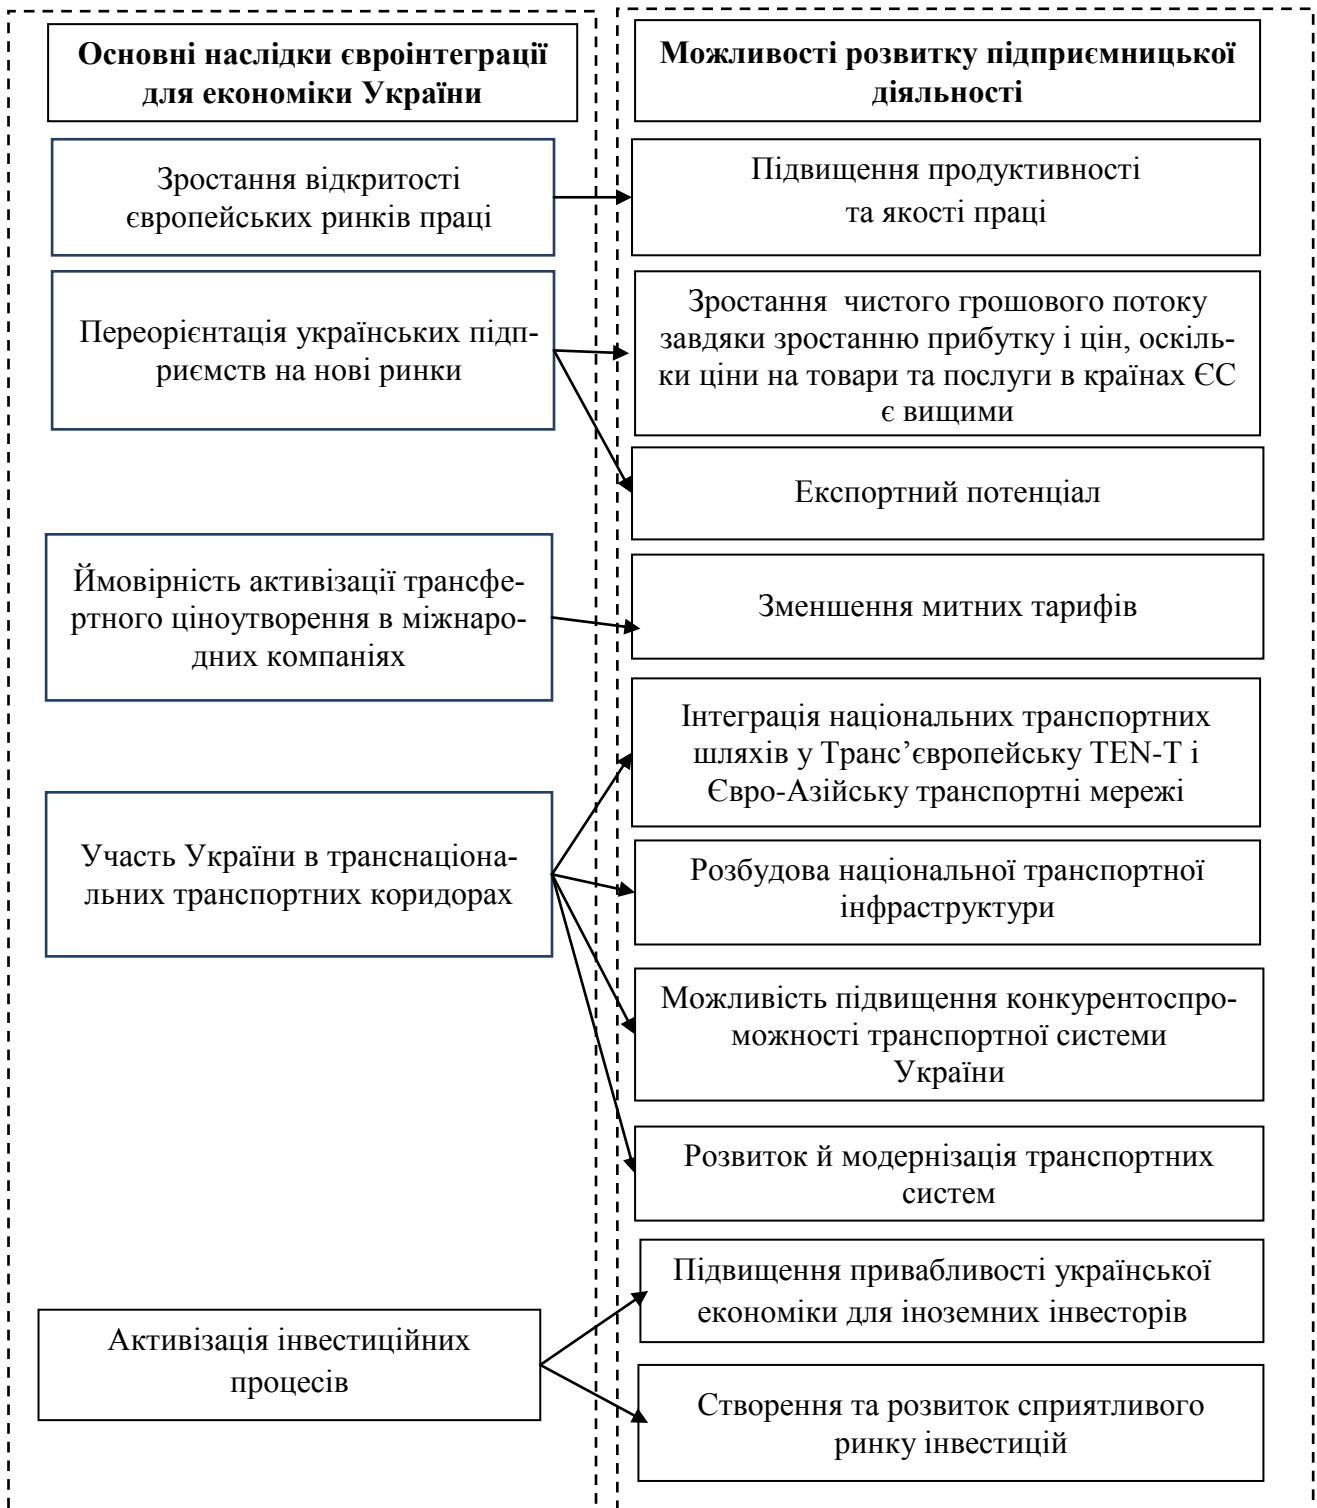 Основні наслідки євроінтеграції
для економіки України
Можливості розвитку підприємницької
діяльності
Зростання відкритості
європейських ринків праці
Підвищення продуктивності
та якості праці
Переорієнтація українських підп-
риємств на нові ринки
Зростання чистого грошового потоку
завдяки зростанню прибутку і цін, оскіль-
ки ціни на товари та послуги в країнах ЄС
є вищими
Експортний потенціал
Ймовірність активізації трансфе-
ртного ціноутворення в міжнаро-
дних компаніях
Зменшення митних тарифів
Участь України в транснаціона-
льних транспортних коридорах
Інтеграція національних транспортних
шляхів у Транс’європейську TEN-T і
Євро-Азійську транспортні мережі
Розбудова національної транспортної
інфраструктури
Можливість підвищення конкурентоспро-
можності транспортної системи
України
Розвиток й модернізація транспортних
систем
Активізація інвестиційних
процесів
Підвищення привабливості української
економіки для іноземних інвесторів
Створення та розвиток сприятливого
ринку інвестицій